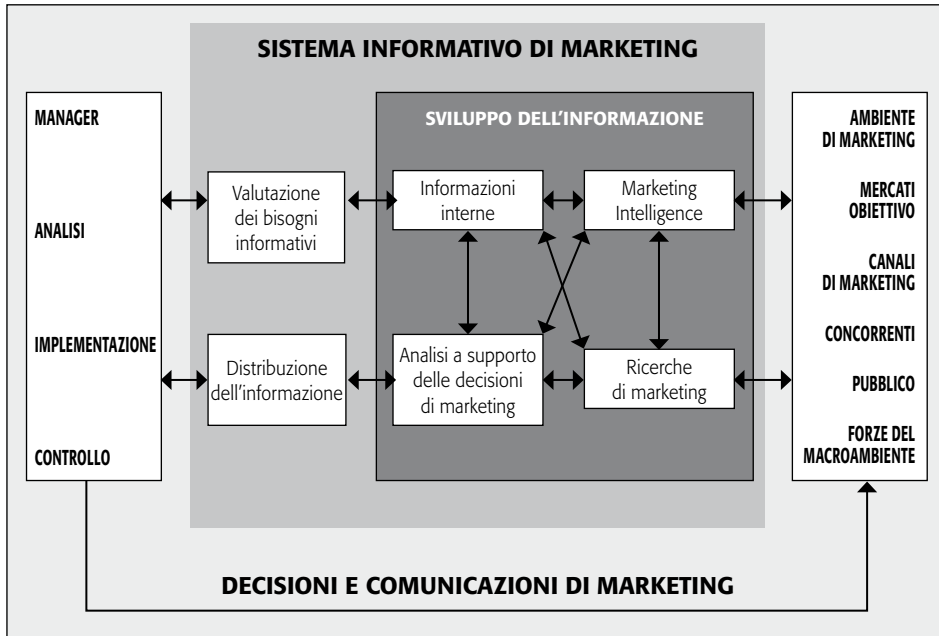 SISTEMA INFORMATIVO DI MARKETING
MANAGER
ANALISI
IMPLEMENTAZIONE
CONTROLLO
Valutazione
dei bisogni
informativi
Distribuzione
dell'informazione
SVILUPPO DELL'INFORMAZIONE
Informazioni
interne
Marketing
Intelligence
Analisi a supporto
delle decisioni
di marketing
Ricerche
di marketing
AMBIENTE
DI MARKETING
MERCATI
OBIETTIVO
CANALI
DI MARKETING
CONCORRENTI
PUBBLICO
FORZE DEL
MACROAMBIENTE
DECISIONI E COMUNICAZIONI DI MARKETING